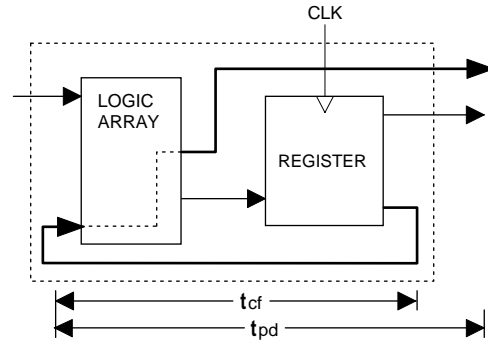 CLK
LOGIC
ARRAY
REGISTER
tcf
tpd